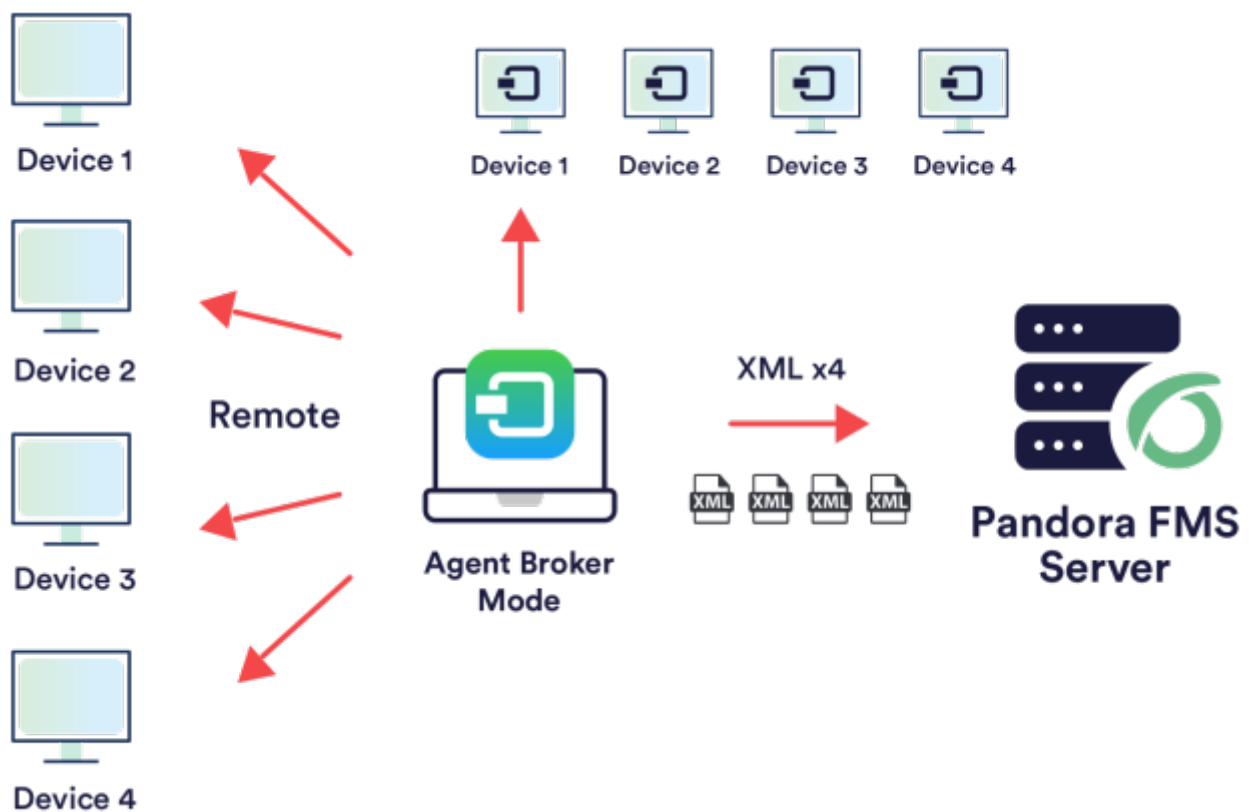 Device 1
Device 2
Device 3
Device 4
Device 1
Device 2
Device 3
Device 4
Remote
Agent Broker
Mode
XML x4
XML
XML
XML
XML
Pandora FMS
Server